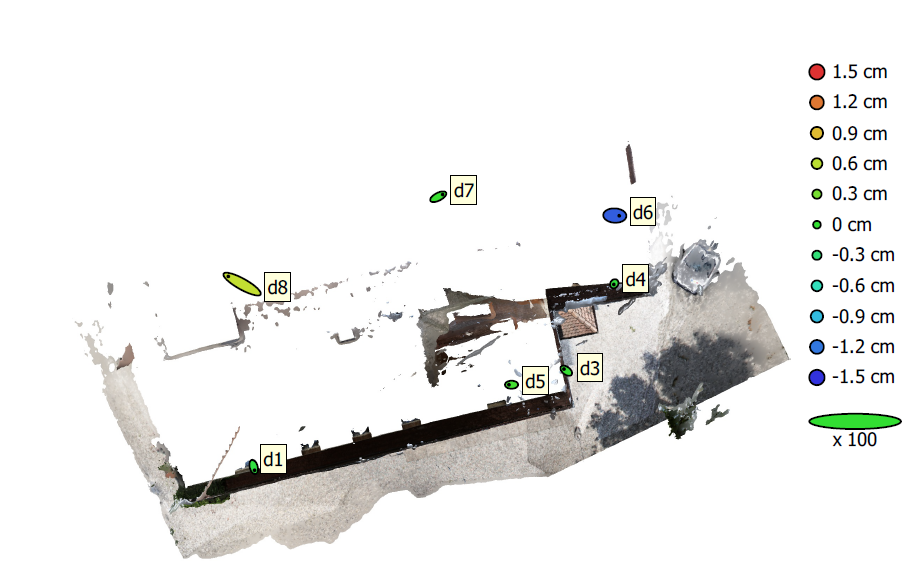 1.5 cm
1.2 cm
0.9 cm
0.6 cm
0.3 cm
0 cm
-0.3 cm
-0.6 cm
-0.9 cm
-1.2 cm
-1.5 cm
x 100
d7
d6
d8
d4
d3
d5
d1